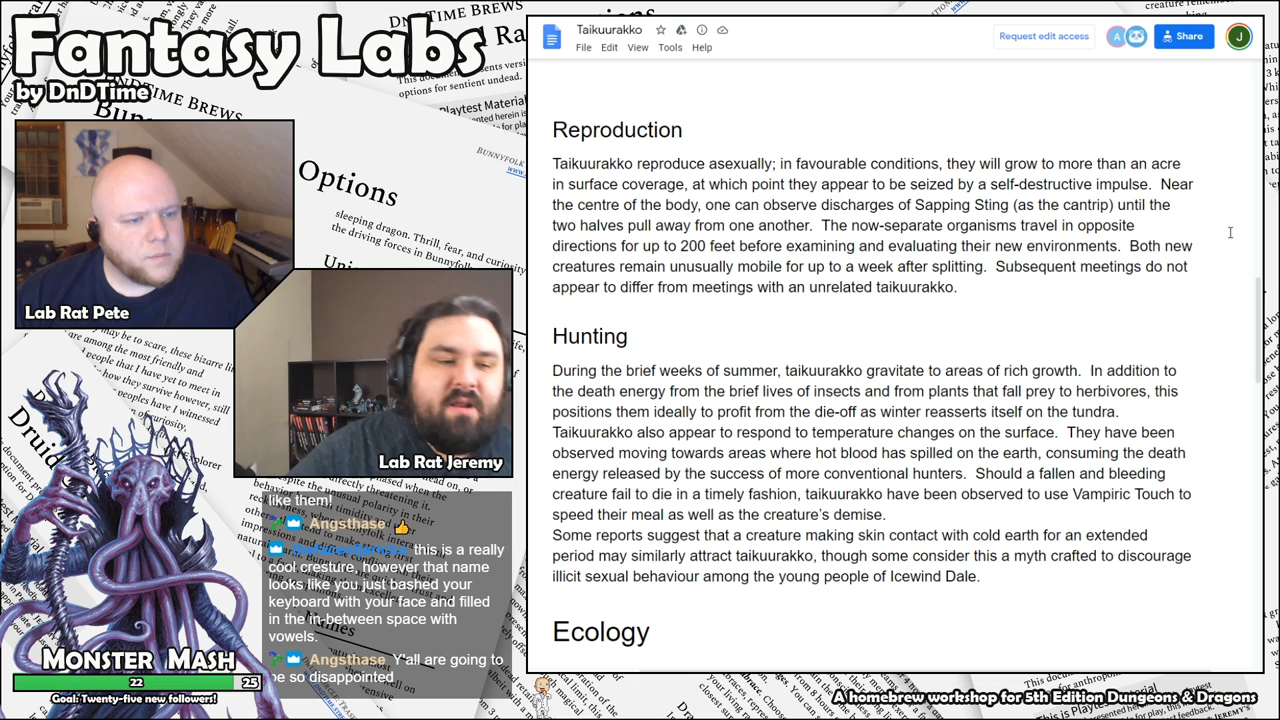 Fantasy Labs
by DnDTime
Lab Rat Pete
Lab Rat Jeremy
Options
sleeping dragon. Thrill, fear, and curiosity
like them!
Angsthase
this is a really
cool cresture, however that name
looks like you just bashed your
keyboard with your face and filled
in the in-between space with
vowels.
Angsthase Y'all are going to
be so disappointed
MONSTER MASH
22
25
Goal: Twenty-five new followers!
Taikuurakko
File Edit View Tools Help
Request edit access
A
Share
J
Reproduction
Taikuurakko reproduce asexually; in favourable conditions, they will grow to more than an acre
in surface coverage, at which point they appear to be seized by a self-destructive impulse. Near
the centre of the body, one can observe discharges of Sapping Sting (as the cantrip) until the
two halves pull away from one another. The now-separate organisms travel in opposite
directions for up to 200 feet before examining and evaluating their new environments. Both new
creatures remain unusually mobile for up to a week after splitting. Subsequent meetings do not
appear to differ from meetings with an unrelated taikuurakko.
Hunting
During the brief weeks of summer, taikuurakko gravitate to areas of rich growth. In addition to
the death energy from the brief lives of insects and from plants that fall prey to herbivores, this
positions them ideally to profit from the die-off as winter reasserts itself on the tundra.
Taikuurakko also appear to respond to temperature changes on the surface. They have been
observed moving towards areas where hot blood has spilled on the earth, consuming the death
energy released by the success of more conventional hunters. Should a fallen and bleeding
creature fail to die in a timely fashion, taikuurakko have been observed to use Vampiric Touch to
speed their meal as well as the creature's demise.
Some reports suggest that a creature making skin contact with cold earth for an extended
period may similarly attract taikuurakko, though some consider this a myth crafted to discourage
illicit sexual behaviour among the young people of Icewind Dale.
Ecology
A homebrew workshop for 5th Edition Dungeons & Dragons